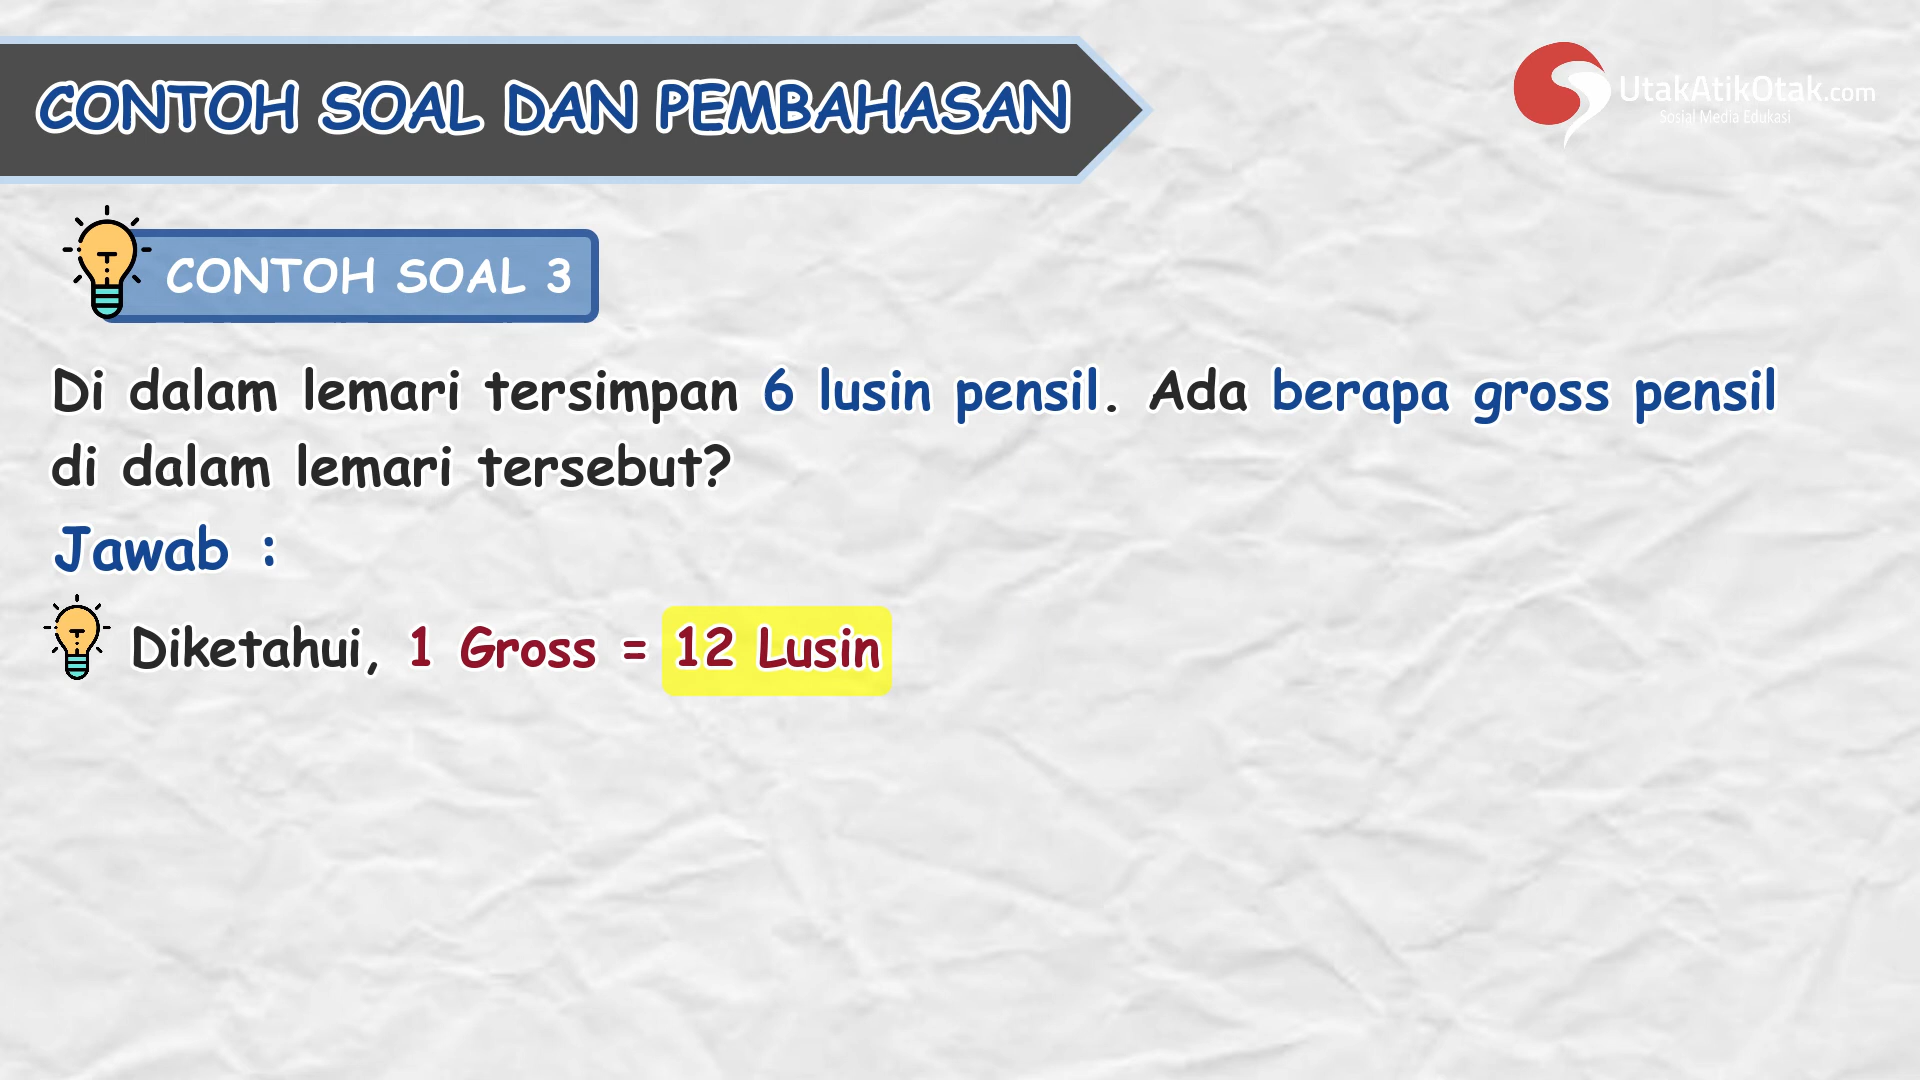 CONTOH SOAL DAN PEMBAHASAN
UtakAtikOtak.com
Sosial Media Edukasi
CONTOH SOAL 3
Di dalam lemari tersimpan 6 lusin pensil. Ada berapa gross pensil
di dalam lemari tersebut?
Jawab :
Diketahui, 1 Gross = 12 Lusin